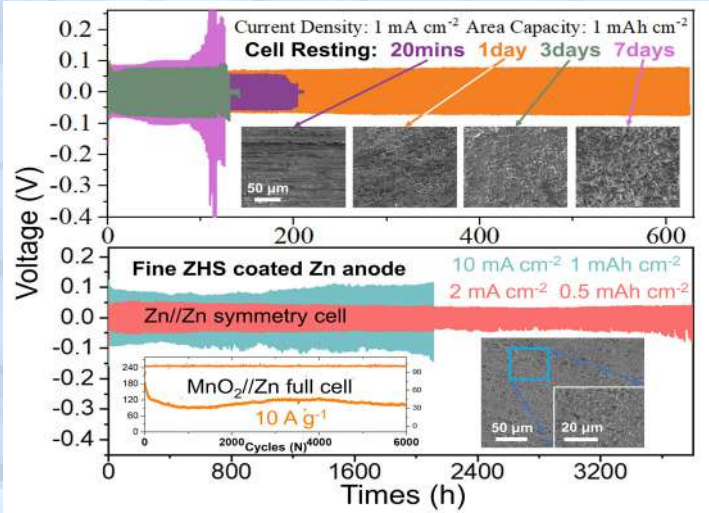 Current Density: 1 mA cm⁻² Area Capacity: 1 mAh cm⁻²
Cell Resting: 20mins 1day 3days 7days
0.2
0.1
0.0
-0.1
-0.2
-0.3
-0.4
50 μm
0 200 400 600
Voltage (V)
Fine ZHS coated Zn anode
10 mA cm⁻² 1 mAh cm⁻²
2 mA cm⁻² 0.5 mAh cm⁻²
Zn//Zn symmetry cell
0.2
0.1
0.0
-0.1
-0.2
-0.3
-0.4
MnO₂//Zn full cell
10 A g⁻¹
240
180
120
60
0
90
60
30
0
0 2000 4000 6000
Cycles (N)
50 μm
20 μm
0 800 1600 2400 3200
Times (h)